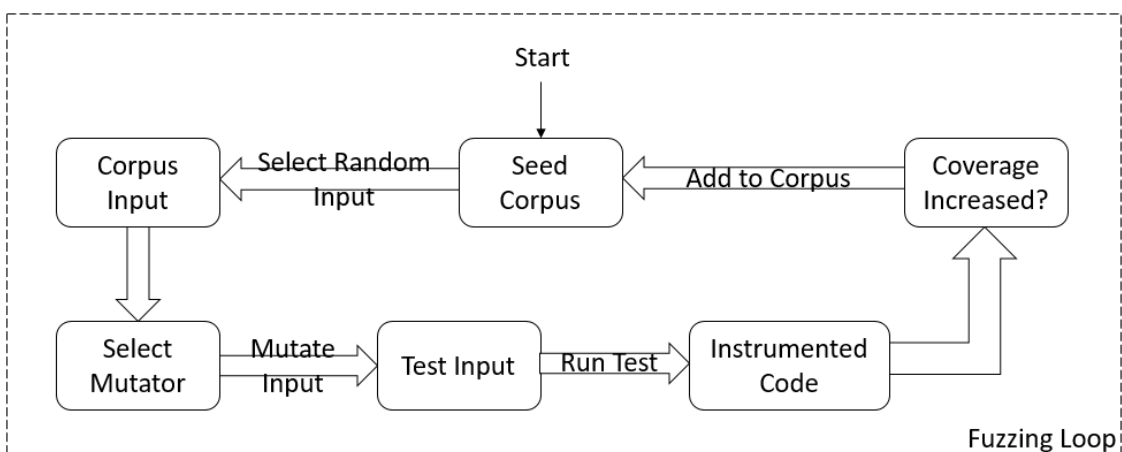 Start
Corpus
Input
Select Random
Input
Seed
Corpus
Add to Corpus
Coverage
Increased?
Select
Mutator
Mutate
Input
Test Input
Run Test
Instrumented
Code
Fuzzing Loop